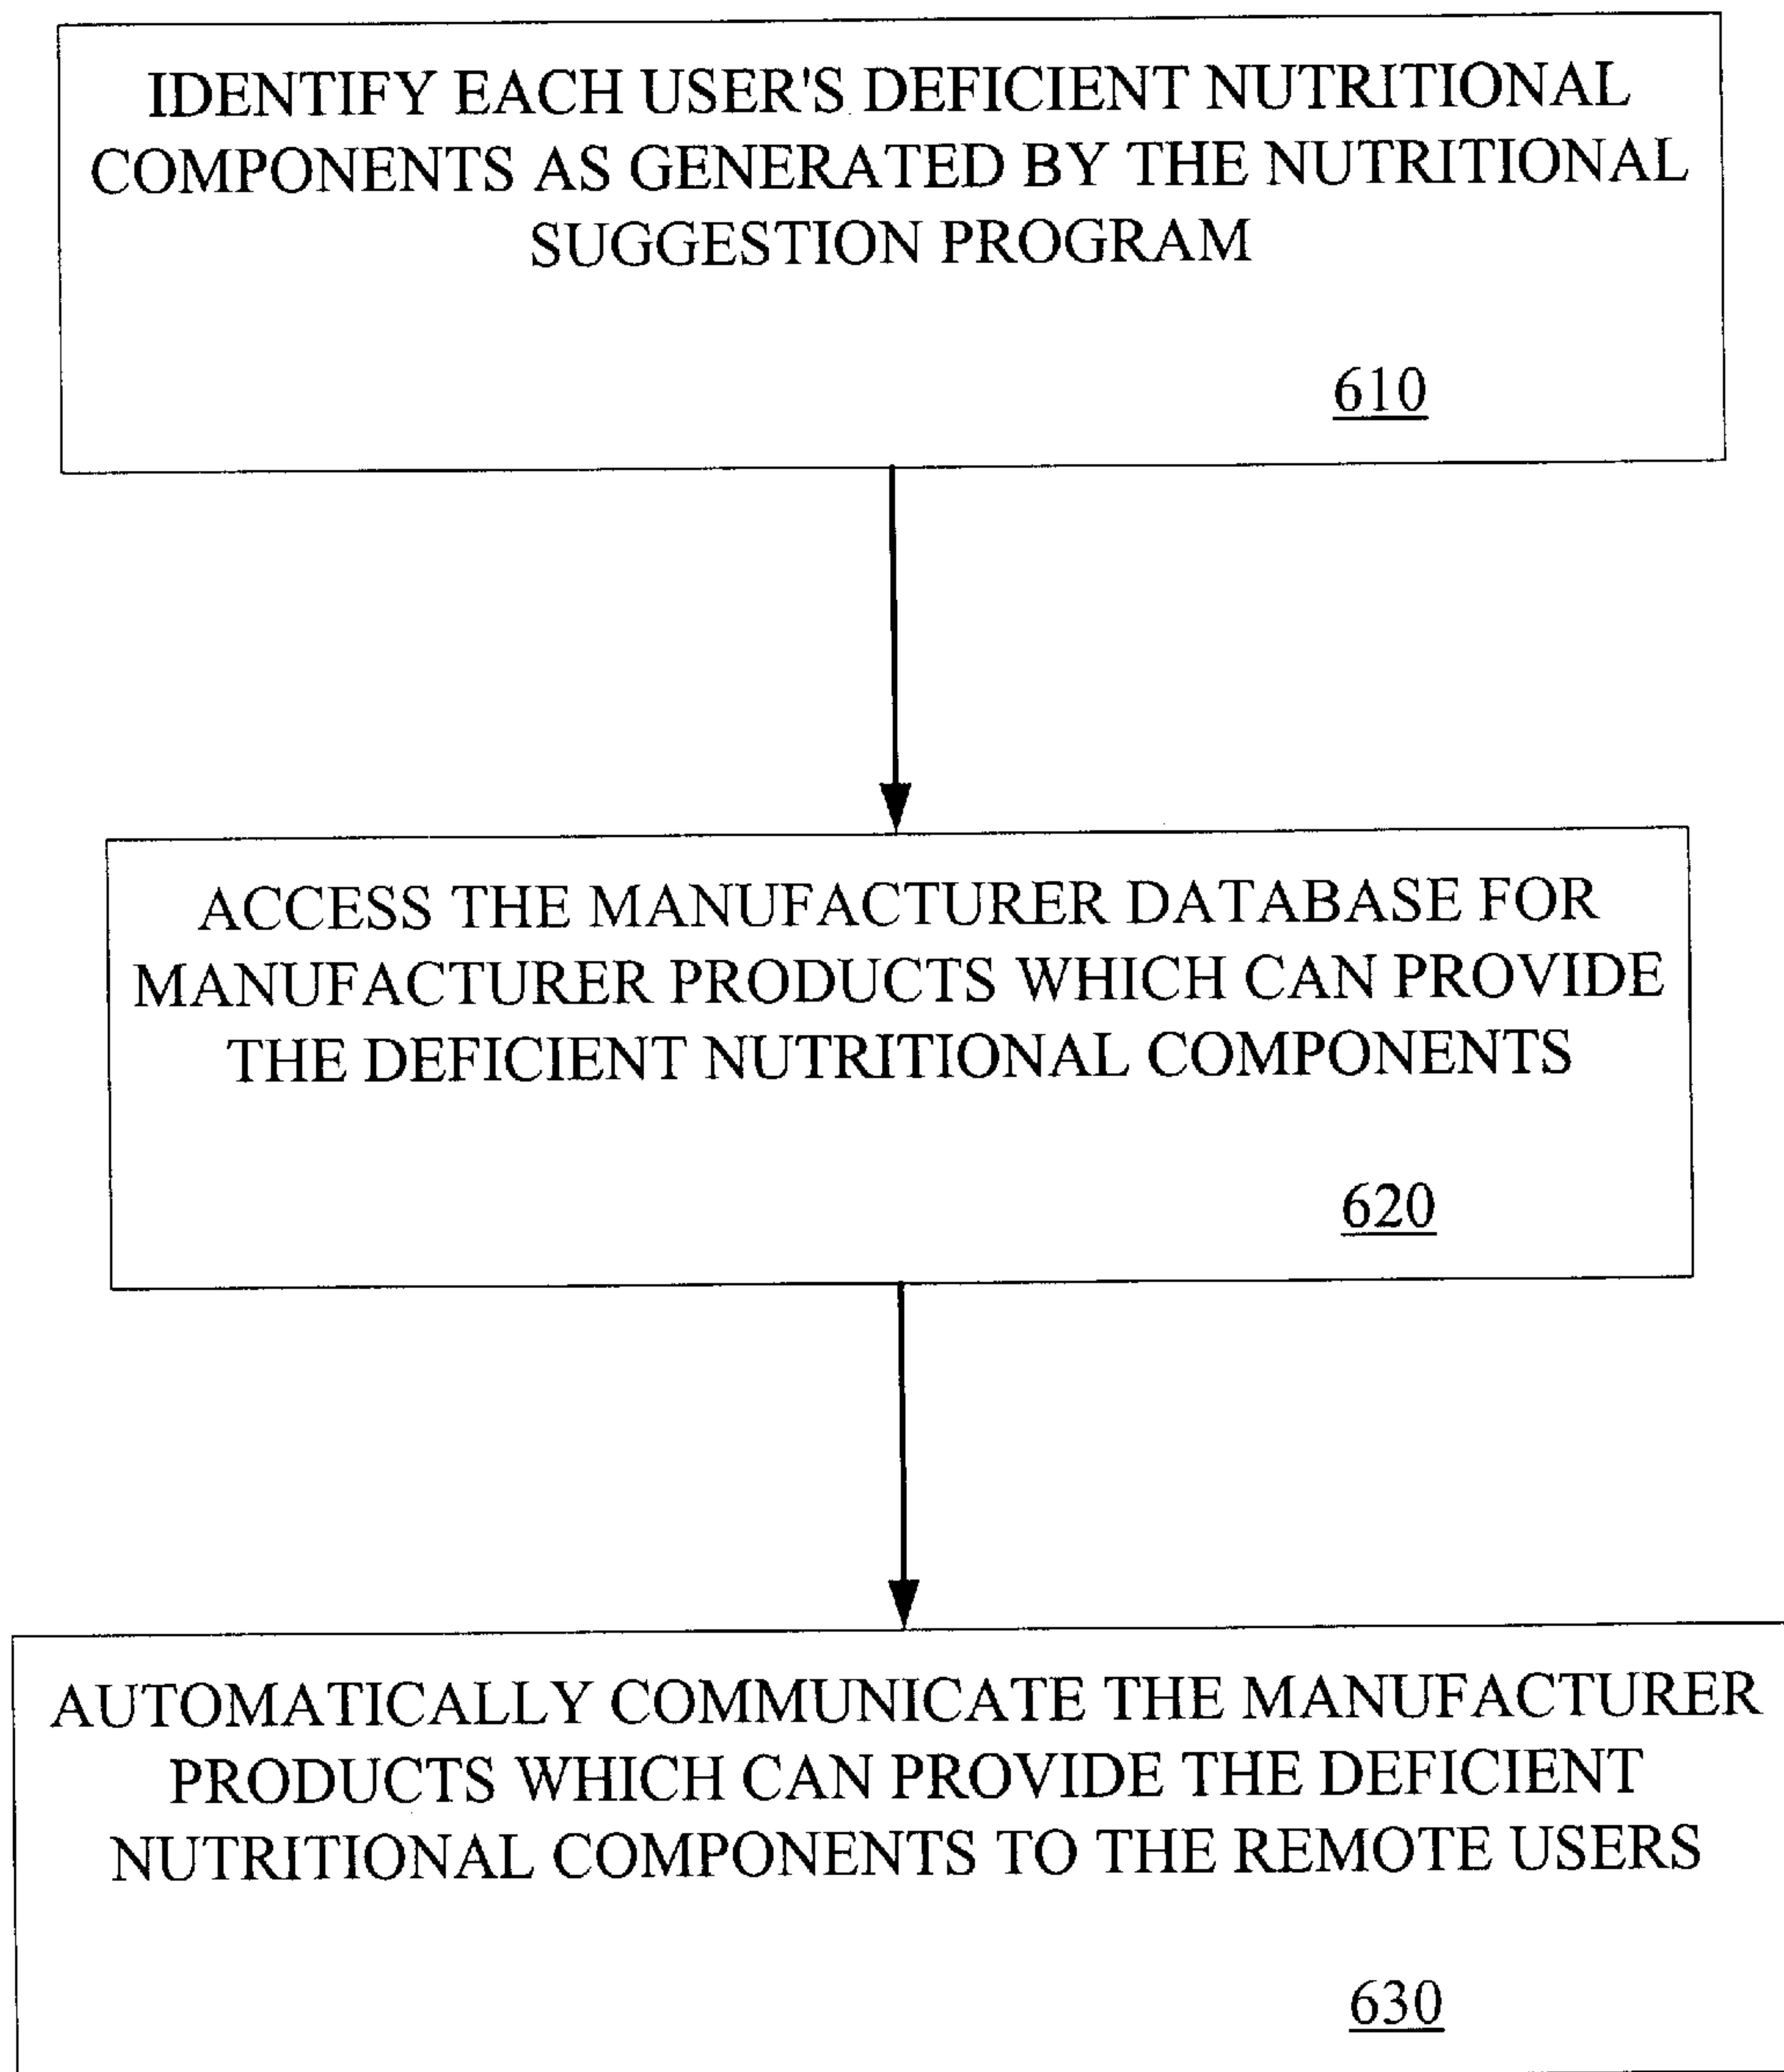 IDENTIFY EACH USER'S DEFICIENT NUTRITIONAL
COMPONENTS AS GENERATED BY THE NUTRITIONAL
SUGGESTION PROGRAM
610
ACCESS THE MANUFACTURER DATABASE FOR
MANUFACTURER PRODUCTS WHICH CAN PROVIDE
THE DEFICIENT NUTRITIONAL COMPONENTS
620
AUTOMATICALLY COMMUNICATE THE MANUFACTURER
PRODUCTS WHICH CAN PROVIDE THE DEFICIENT
NUTRITIONAL COMPONENTS TO THE REMOTE USERS
630